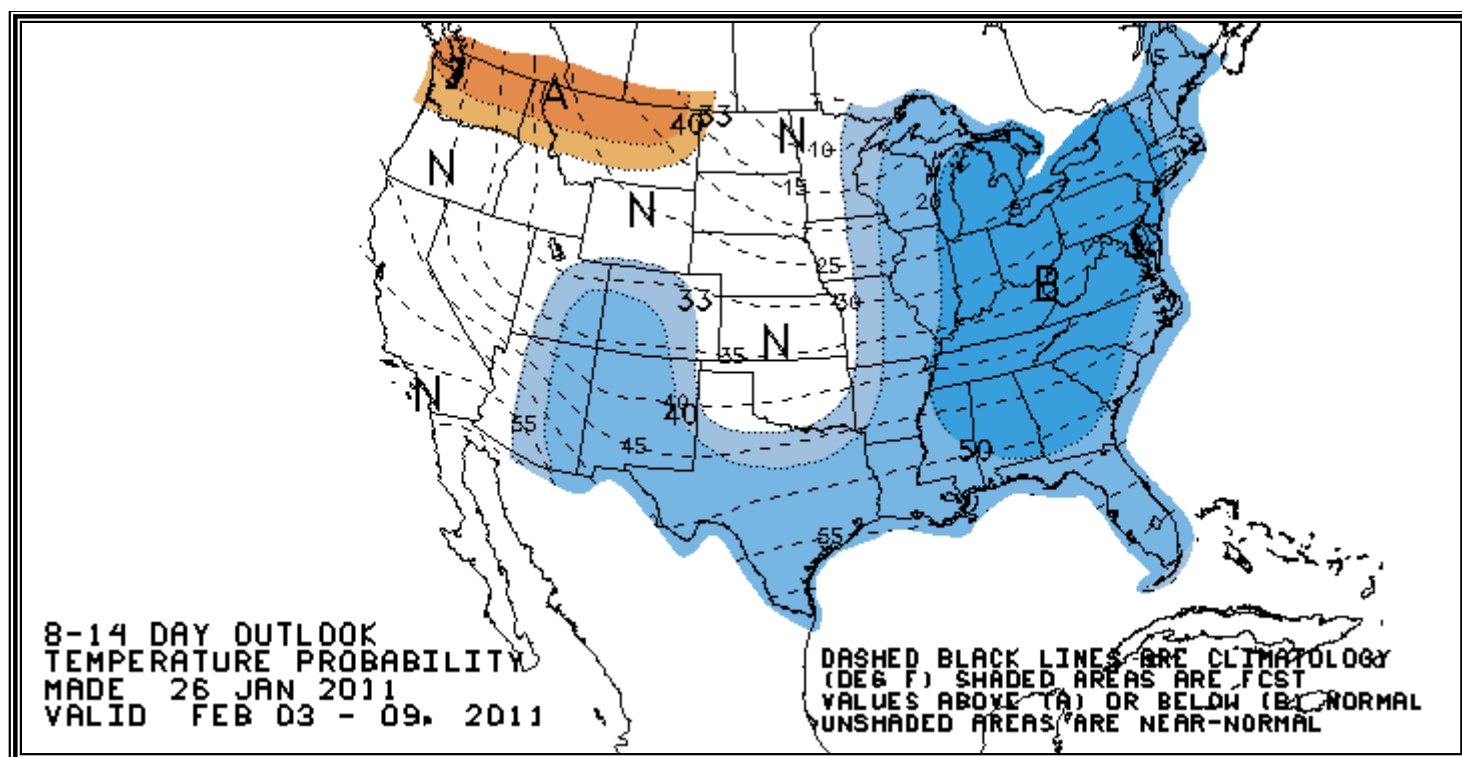 15
A
33
40
N
10
N
15
20
N
25
B
33
30
N
35
N
40
40
55
45
50
55
8-14 DAY OUTLOOK
TEMPERATURE PROBABILITY
MADE 26 JAN 2011
VALID FEB 03 - 09, 2011
DASHED BLACK LINES ARE CLIMATOLOGY
(DEG F) SHADED AREAS ARE FCST
VALUES ABOVE (A) OR BELOW (B) NORMAL
UNSHADED AREAS ARE NEAR-NORMAL